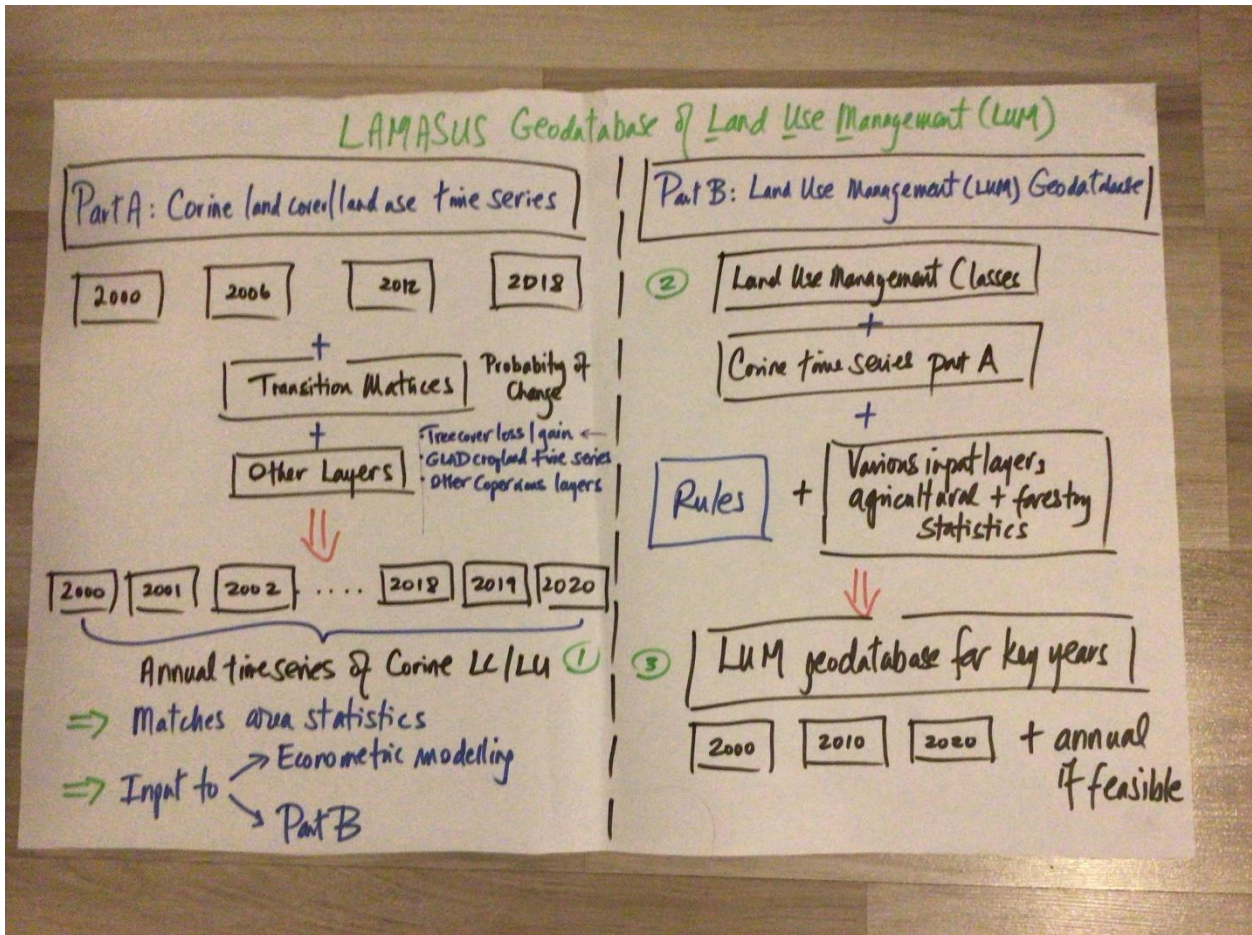 LAMASUS Geodatabase of Land Use Management (LUM)
Part A: Corine land cover/land use time series
2000 2006 2012 2018
+
Transition Matrices
Probability of
Change
+
Other Layers
• Tree cover loss/gain ←
• GLAD cropland time series
• Other Copernicus layers
⇓
2000 2001 2002 .... 2018 2019 2020
Annual time series of Corine LC/LU ①
⇒ Matches area statistics
⇒ Input to → Econometric modelling
→ Part B
Part B: Land Use Management (LUM) Geodatabase
② Land Use Management Classes
+
Corine time series part A
+
Rules + Various input layers
agricultural + forestry
statistics
⇓
③ LUM geodatabase for key years
2000 2010 2020 + annual
if feasible